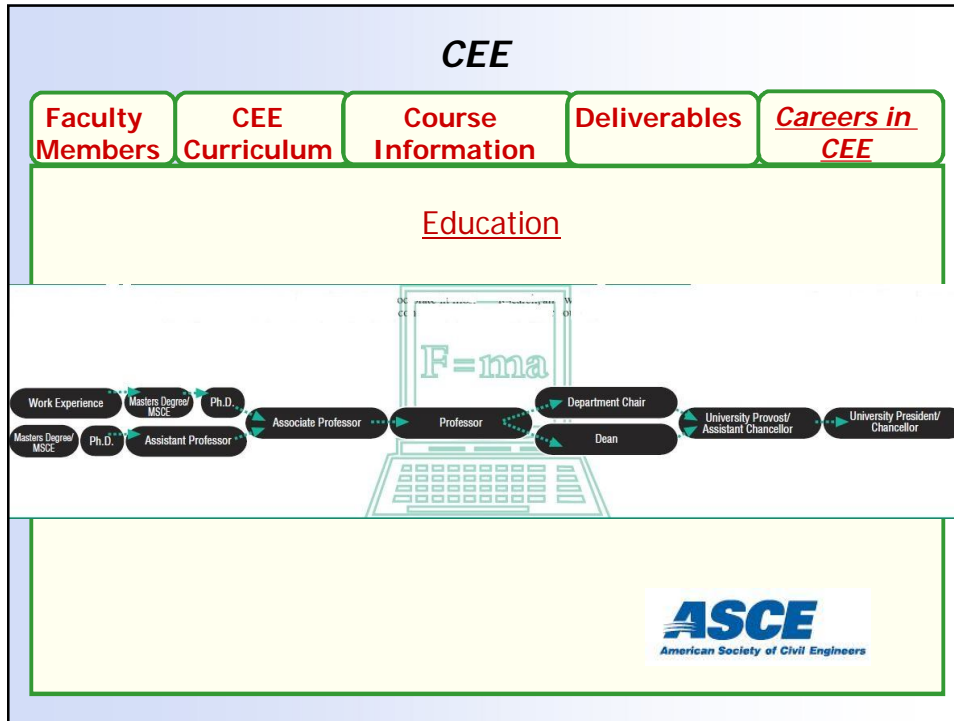 CEE
Faculty
Members
CEE
Curriculum
Course
Information
Deliverables
Careers in
CEE
Education
F=ma
Work Experience
Masters Degree/
MSCE
Ph.D.
Masters Degree/
MSCE
Ph.D.
Assistant Professor
Associate Professor
Professor
Department Chair
Dean
University Provost/
Assistant Chancellor
University President/
Chancellor
ASCE
American Society of Civil Engineers